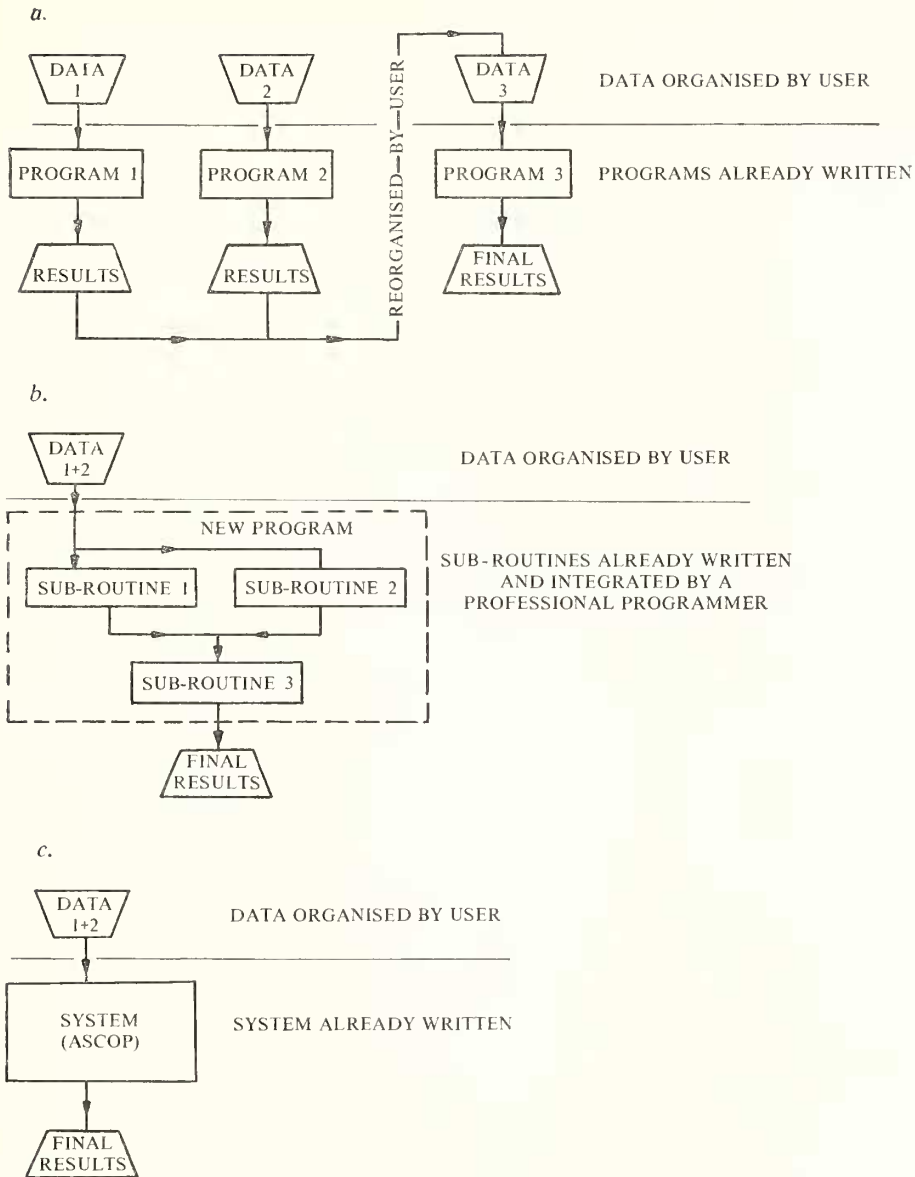 a.
DATA
1
DATA
2
REORGANISED—BY—USER
DATA
3
DATA ORGANISED BY USER
PROGRAM 1
PROGRAM 2
PROGRAM 3
PROGRAMS ALREADY WRITTEN
RESULTS
RESULTS
FINAL
RESULTS
b.
DATA
1+2
DATA ORGANISED BY USER
NEW PROGRAM
SUB-ROUTINE 1
SUB-ROUTINE 2
SUB-ROUTINES ALREADY WRITTEN
AND INTEGRATED BY A
PROFESSIONAL PROGRAMMER
SUB-ROUTINE 3
FINAL
RESULTS
c.
DATA
1+2
DATA ORGANISED BY USER
SYSTEM
(ASCOP)
SYSTEM ALREADY WRITTEN
FINAL
RESULTS